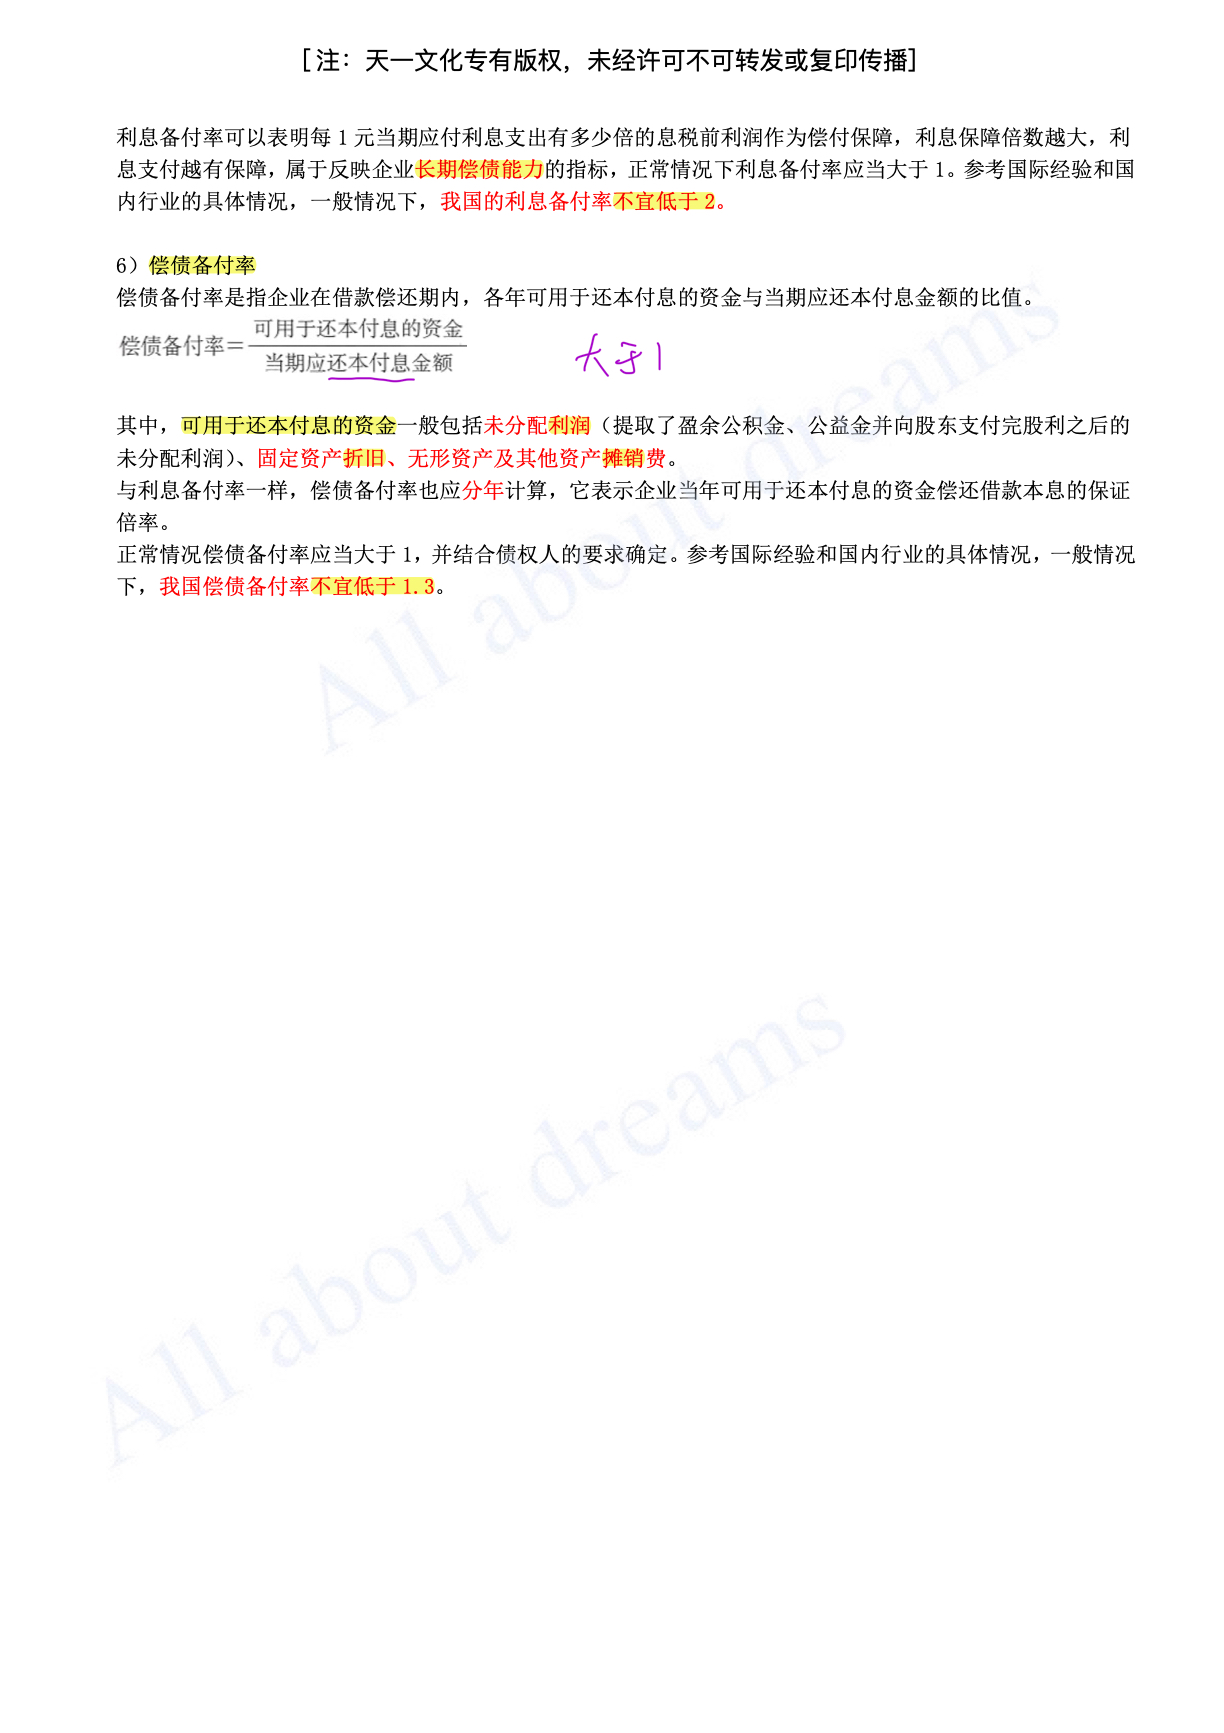 [注：天一文化专有版权，未经许可不可转发或复印传播]
利息备付率可以表明每 1 元当期应付利息支出有多少倍的息税前利润作为偿付保障，利息保障倍数越大，利
息支付越有保障，属于反映企业长期偿债能力的指标，正常情况下利息备付率应当大于 1。参考国际经验和国
内行业的具体情况，一般情况下，我国的利息备付率不宜低于 2。
6）偿债备付率
偿债备付率是指企业在借款偿还期内，各年可用于还本付息的资金与当期应还本付息金额的比值。
可用于还本付息的资金
偿债备付率＝
当期应还本付息金额
大于1
其中，可用于还本付息的资金一般包括未分配利润（提取了盈余公积金、公益金并向股东支付完股利之后的
未分配利润）、固定资产折旧、无形资产及其他资产摊销费。
与利息备付率一样，偿债备付率也应分年计算，它表示企业当年可用于还本付息的资金偿还借款本息的保证
倍率。
正常情况偿债备付率应当大于 1，并结合债权人的要求确定。参考国际经验和国内行业的具体情况，一般情况
下，我国偿债备付率不宜低于 1.3。
All about dreams
All about dreams